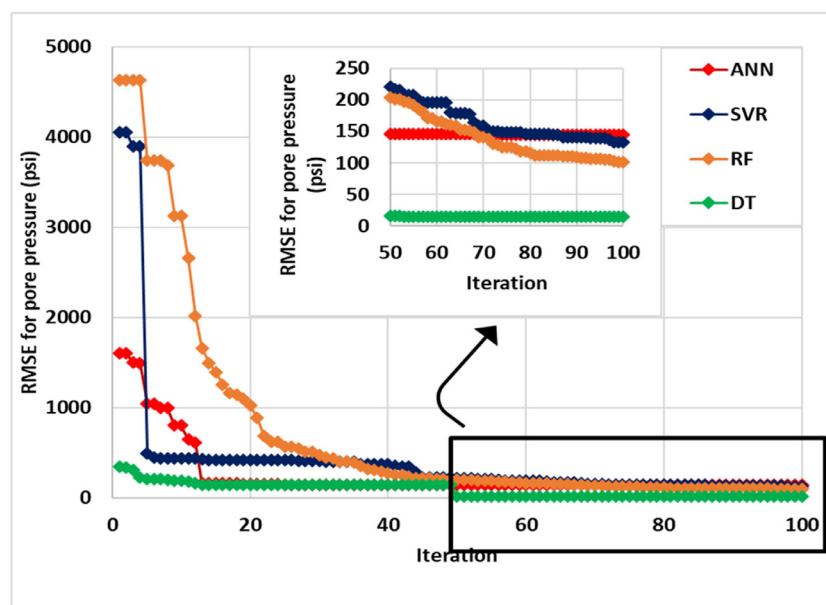 RMSE for pore pressure (psi)
5000
4000
3000
2000
1000
0
0 20 40 60 80 100
Iteration
RMSE for pore pressure
(psi)
250
200
150
100
50
0
50 60 70 80 90 100
Iteration
ANN
SVR
RF
DT